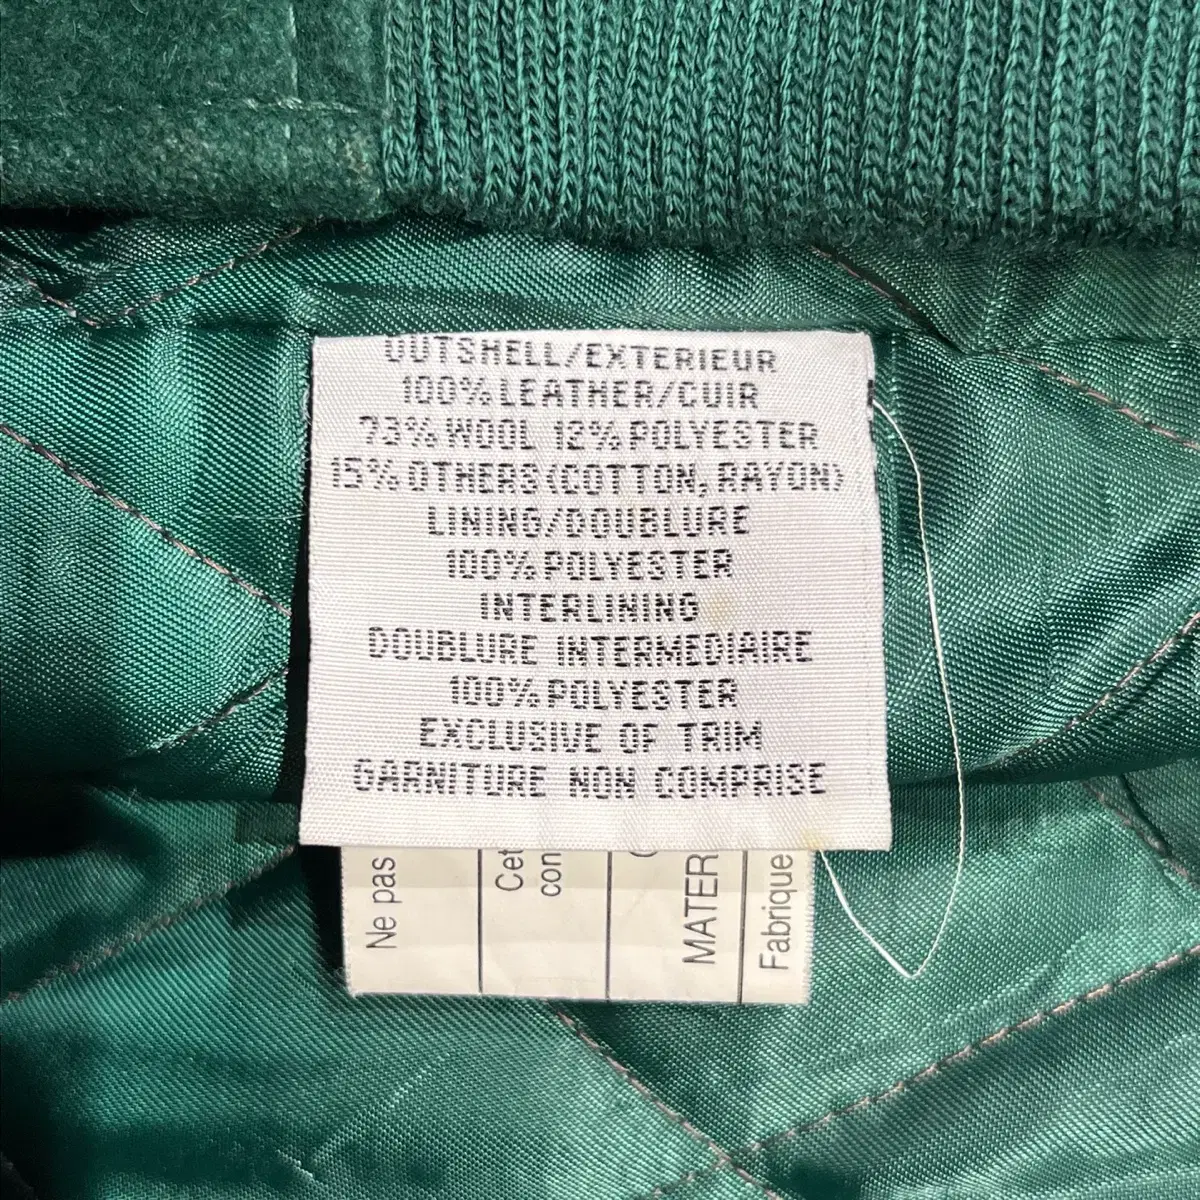 OUTSHELL/EXTERIEUR
100% LEATHER/CUIR
73% WOOL 12% POLYESTER
15% OTHERS (COTTON, RAYON)
LINING/DOUBLURE
100% POLYESTER
INTERLINING
DOUBLURE INTERMEDIAIRE
100% POLYESTER
EXCLUSIVE OF TRIM
GARNITURE NON COMPRISE
Ne pas
Cet
con
MATER
Fabrique